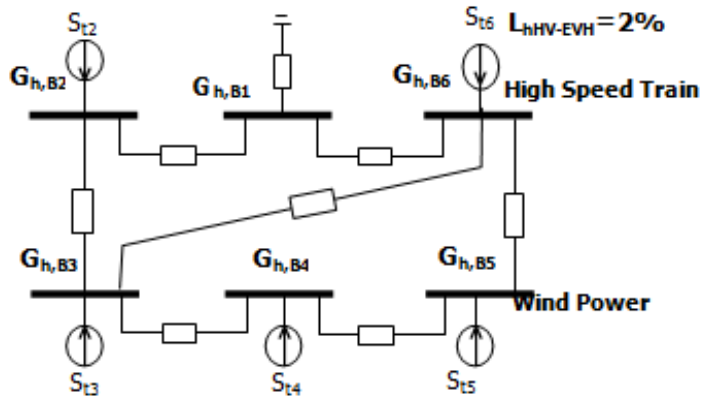 St2
St6
LhHV-EVH=2%
Gh,B2
Gh,B1
Gh,B6
High Speed Train
Gh,B3
Gh,B4
Gh,B5
Wind Power
St3
St4
St5